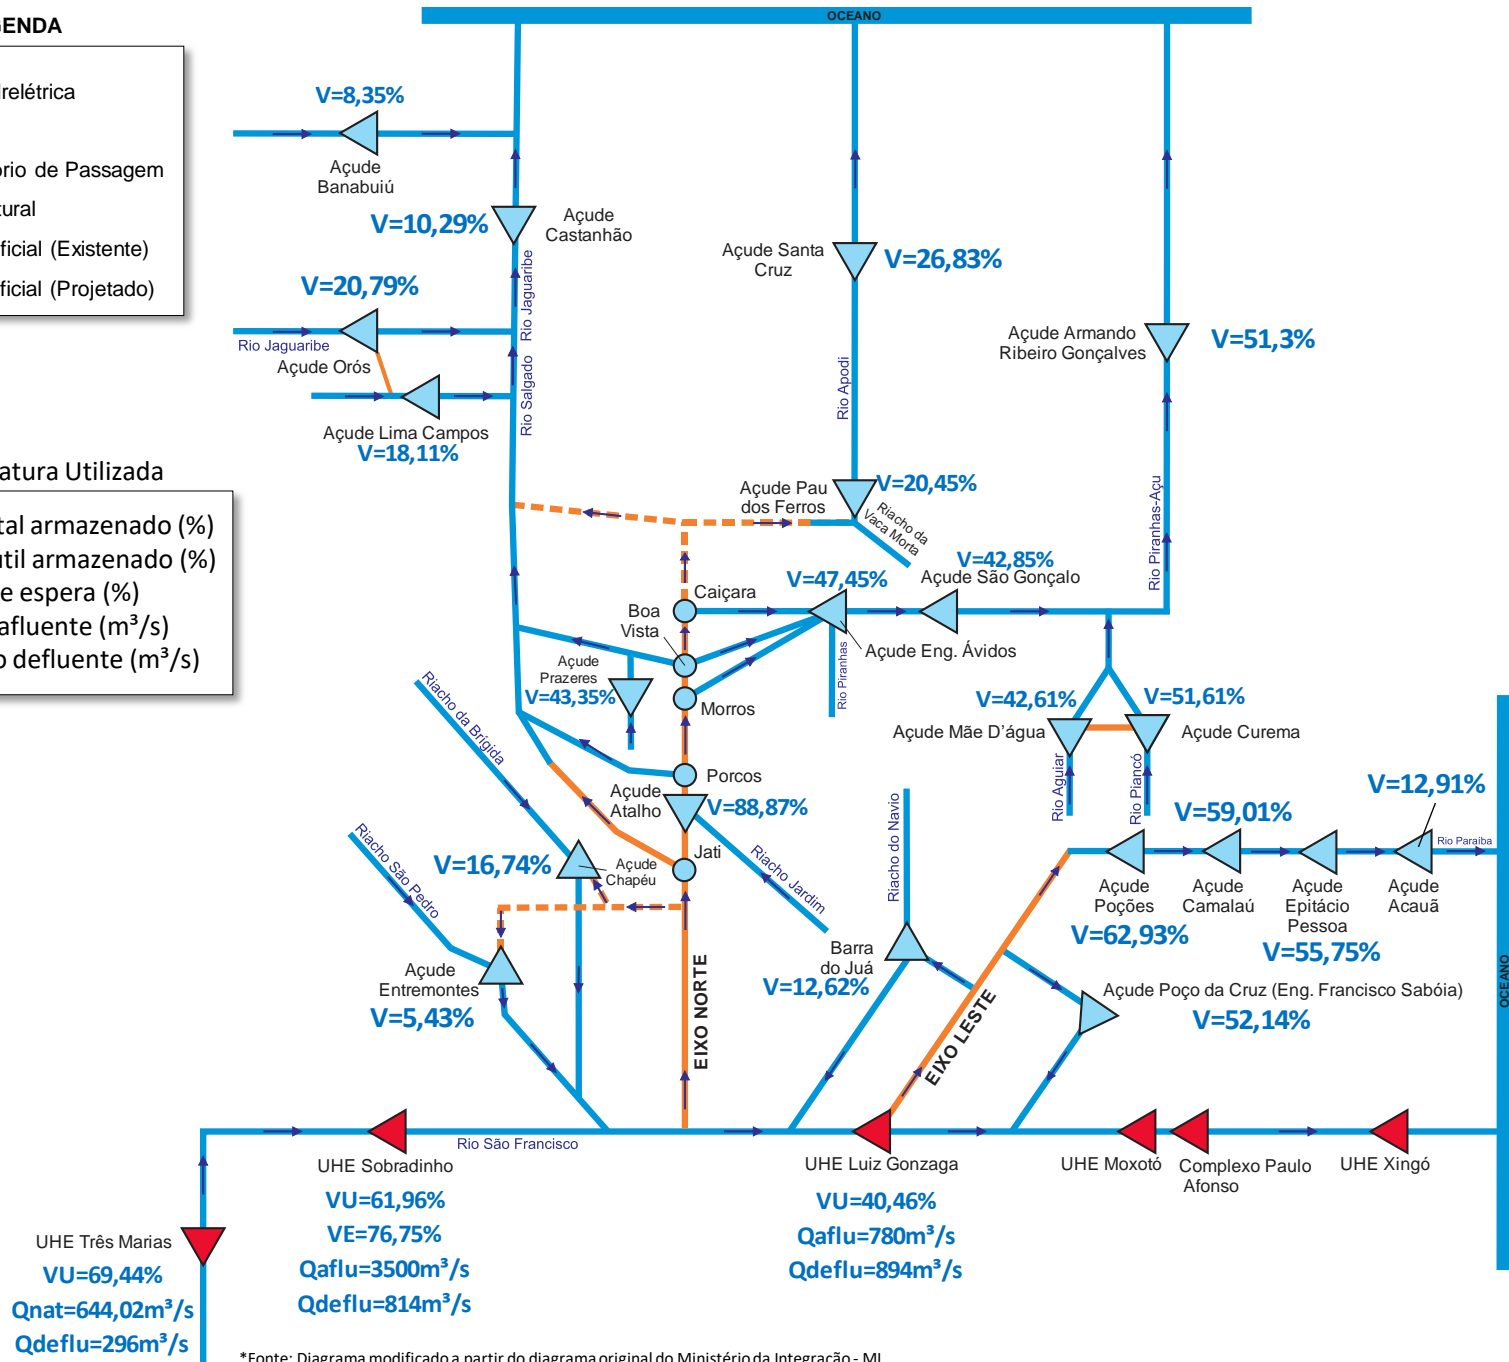 OCEANO
GENDA
drelétrica
ório de Passagem
tural
ificial (Existente)
ificial (Projetado)
V=8,35%
Açude
Banabuiú
V=10,29%
Açude
Castanhão
Açude Santa
Cruz
V=26,83%
V=20,79%
Rio Jaguaribe
Rio Jaguaribe
Açude Orós
Açude Armando
Ribeiro Gonçalves
V=51,3%
Rio Salgado
Rio Apodi
Açude Lima Campos
V=18,11%
atura Utilizada
tal armazenado (%)
útil armazenado (%)
e espera (%)
afluente (m³/s)
o defluente (m³/s)
Açude Pau
dos Ferros
V=20,45%
Riacho da
Vaca Morta
Rio Piranhas-Açu
V=42,85%
Açude São Gonçalo
V=47,45%
Caiçara
Boa
Vista
Açude Eng. Ávidos
Rio Piranhas
Açude
Prazeres
V=43,35%
Morros
Riacho da Brígida
V=42,61%
V=51,61%
Açude Mãe D'água
Açude Curema
Rio Aguiar
Rio Piancó
Porcos
Açude
Atalho
V=88,87%
Riacho do Navio
V=12,91%
V=59,01%
Rio Paraíba
Riacho São Pedro
V=16,74%
Açude
Chapéu
Jati
Riacho Jardim
Açude
Poções
V=62,93%
Açude
Camalaú
Açude
Epitácio
Pessoa
V=55,75%
Açude
Acauã
Açude
Entremontes
V=5,43%
EIXO NORTE
Barra
do Juá
V=12,62%
EIXO LESTE
Açude Poço da Cruz (Eng. Francisco Sabóia)
V=52,14%
OCEANO
Rio São Francisco
UHE Sobradinho
VU=61,96%
VE=76,75%
Qaflu=3500m³/s
Qdeflu=814m³/s
UHE Luiz Gonzaga
VU=40,46%
Qaflu=780m³/s
Qdeflu=894m³/s
UHE Moxotó
Complexo Paulo
Afonso
UHE Xingó
UHE Três Marias
VU=69,44%
Qnat=644,02m³/s
Qdeflu=296m³/s
*Fonte: Diagrama modificado a partir do diagrama original do Ministério da Integração - MI